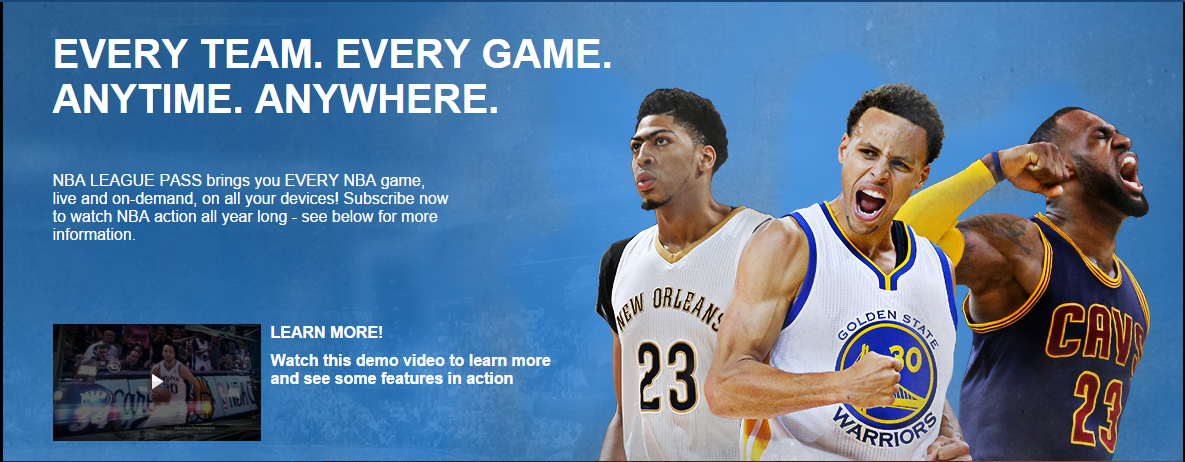 EVERY TEAM. EVERY GAME.
ANYTIME. ANYWHERE.
NBA LEAGUE PASS brings you EVERY NBA game,
live and on-demand, on all your devices! Subscribe now
to watch NBA action all year long - see below for more
information.
LEARN MORE!
Watch this demo video to learn more
and see some features in action
NEW ORLEANS
23
GOLDEN STATE
30
WARRIORS
CAVS
23